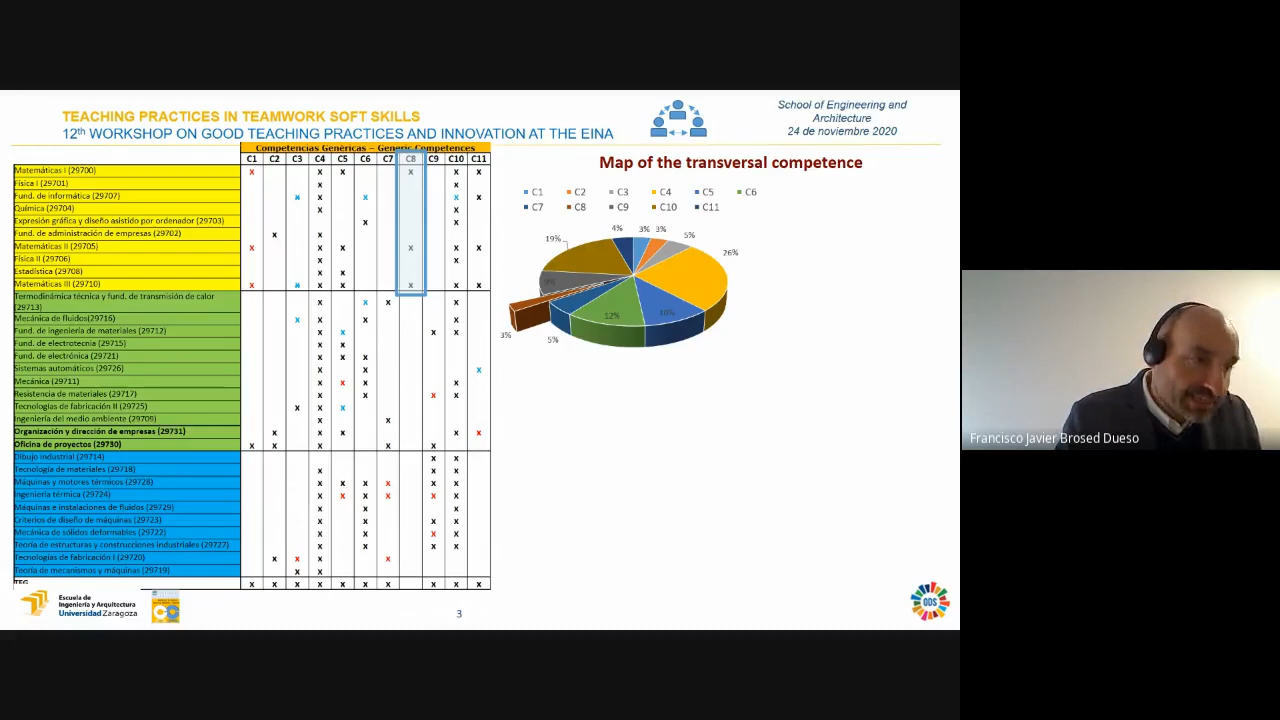 TEACHING PRACTICES IN TEAMWORK SOFT SKILLS
12th WORKSHOP ON GOOD TEACHING PRACTICES AND INNOVATION AT THE EINA
School of Engineering and
Architecture
24 de noviembre 2020
Competencias Genéricas – Generic Competences
C1 C2 C3 C4 C5 C6 C7 C8 C9 C10 C11
Matemáticas I (29700) x x x x x x
Física I (29701) x x
Fund. de informática (29707) x x x x x
Química (29704) x x
Expresión gráfica y diseño asistido por ordenador (29703) x x
Fund. de administración de empresas (29702) x x
Matemáticas II (29705) x x x x x x
Física II (29706) x x
Estadística (29708) x x
Matemáticas III (29710) x x x x x x x
Termodinámica técnica y fund. de transmisión de calor
(29713) x x x x
Mecánica de fluidos(29716) x x x x
Fund. de ingeniería de materiales (29712) x x x x
Fund. de electrotecnia (29715) x x
Fund. de electrónica (29721) x x x
Sistemas automáticos (29726) x x x
Mecánica (29711) x x x x
Resistencia de materiales (29717) x x x x
Tecnologías de fabricación II (29725) x x x
Ingeniería del medio ambiente (29709) x x
Organización y dirección de empresas (29731) x x x x x
Oficina de proyectos (29730) x x x x x
Dibujo industrial (29714) x x
Tecnología de materiales (29718) x x x
Máquinas y motores térmicos (29728) x x x x x x
Ingeniería térmica (29724) x x x x x x
Máquinas e instalaciones de fluidos (29729) x x x
Criterios de diseño de máquinas (29723) x x x x
Mecánica de sólidos deformables (29722) x x x x
Teoría de estructuras y construcciones industriales (29727) x x x x
Tecnologías de fabricación I (29720) x x x x
Teoría de mecanismos y máquinas (29719) x x
TFG x x x x x x x x x x
Map of the transversal competence
C1 C2 C3 C4 C5 C6
C7 C8 C9 C10 C11
4% 3% 3% 5%
19% 26%
9%
12% 10%
3% 5%
Francisco Javier Brosed Dueso
Escuela de
Ingeniería y Arquitectura
Universidad Zaragoza
3
ODS